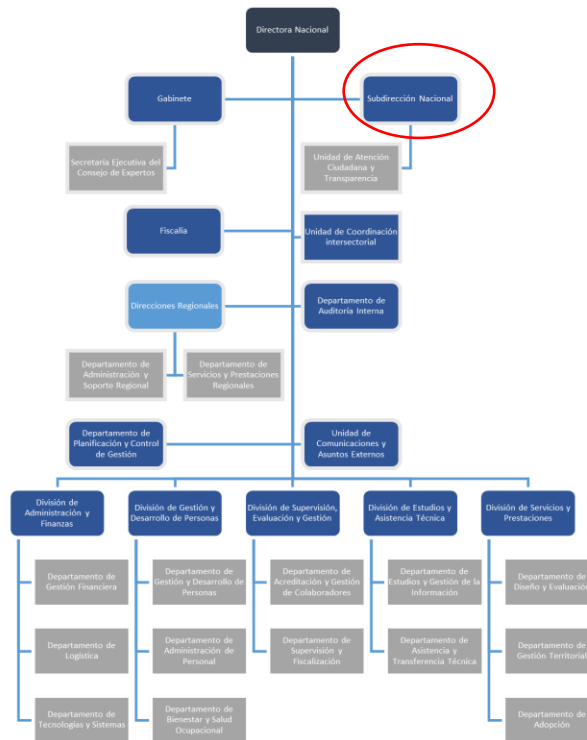 Directora Nacional
Gabinete
Subdirección Nacional
Secretaría Ejecutiva del
Consejo de Expertos
Unidad de Atención
Ciudadana y
Transparencia
Fiscalía
Unidad de Coordinación
intersectorial
Direcciones Regionales
Departamento de
Auditoría Interna
Departamento de
Administración y
Soporte Regional
Departamento de
Servicios y Prestaciones
Regionales
Departamento de
Planificación y Control
de Gestión
Unidad de
Comunicaciones y
Asuntos Externos
División de
Administración y
Finanzas
División de Gestión y
Desarrollo de Personas
División de Supervisión,
Evaluación y Gestión
División de Estudios y
Asistencia Técnica
División de Servicios y
Prestaciones
Departamento de
Gestión Financiera
Departamento de
Gestión y Desarrollo de
Personas
Departamento de
Acreditación y Gestión
de Colaboradores
Departamento de
Estudios y Gestión de la
Información
Departamento de
Diseño y Evaluación
Departamento de
Logística
Departamento de
Administración de
Personal
Departamento de
Supervisión y
Fiscalización
Departamento de
Asistencia y
Transferencia Técnica
Departamento de
Gestión Territorial
Departamento de
Tecnologías y Sistemas
Departamento de
Bienestar y Salud
Ocupacional
Departamento de
Adopción